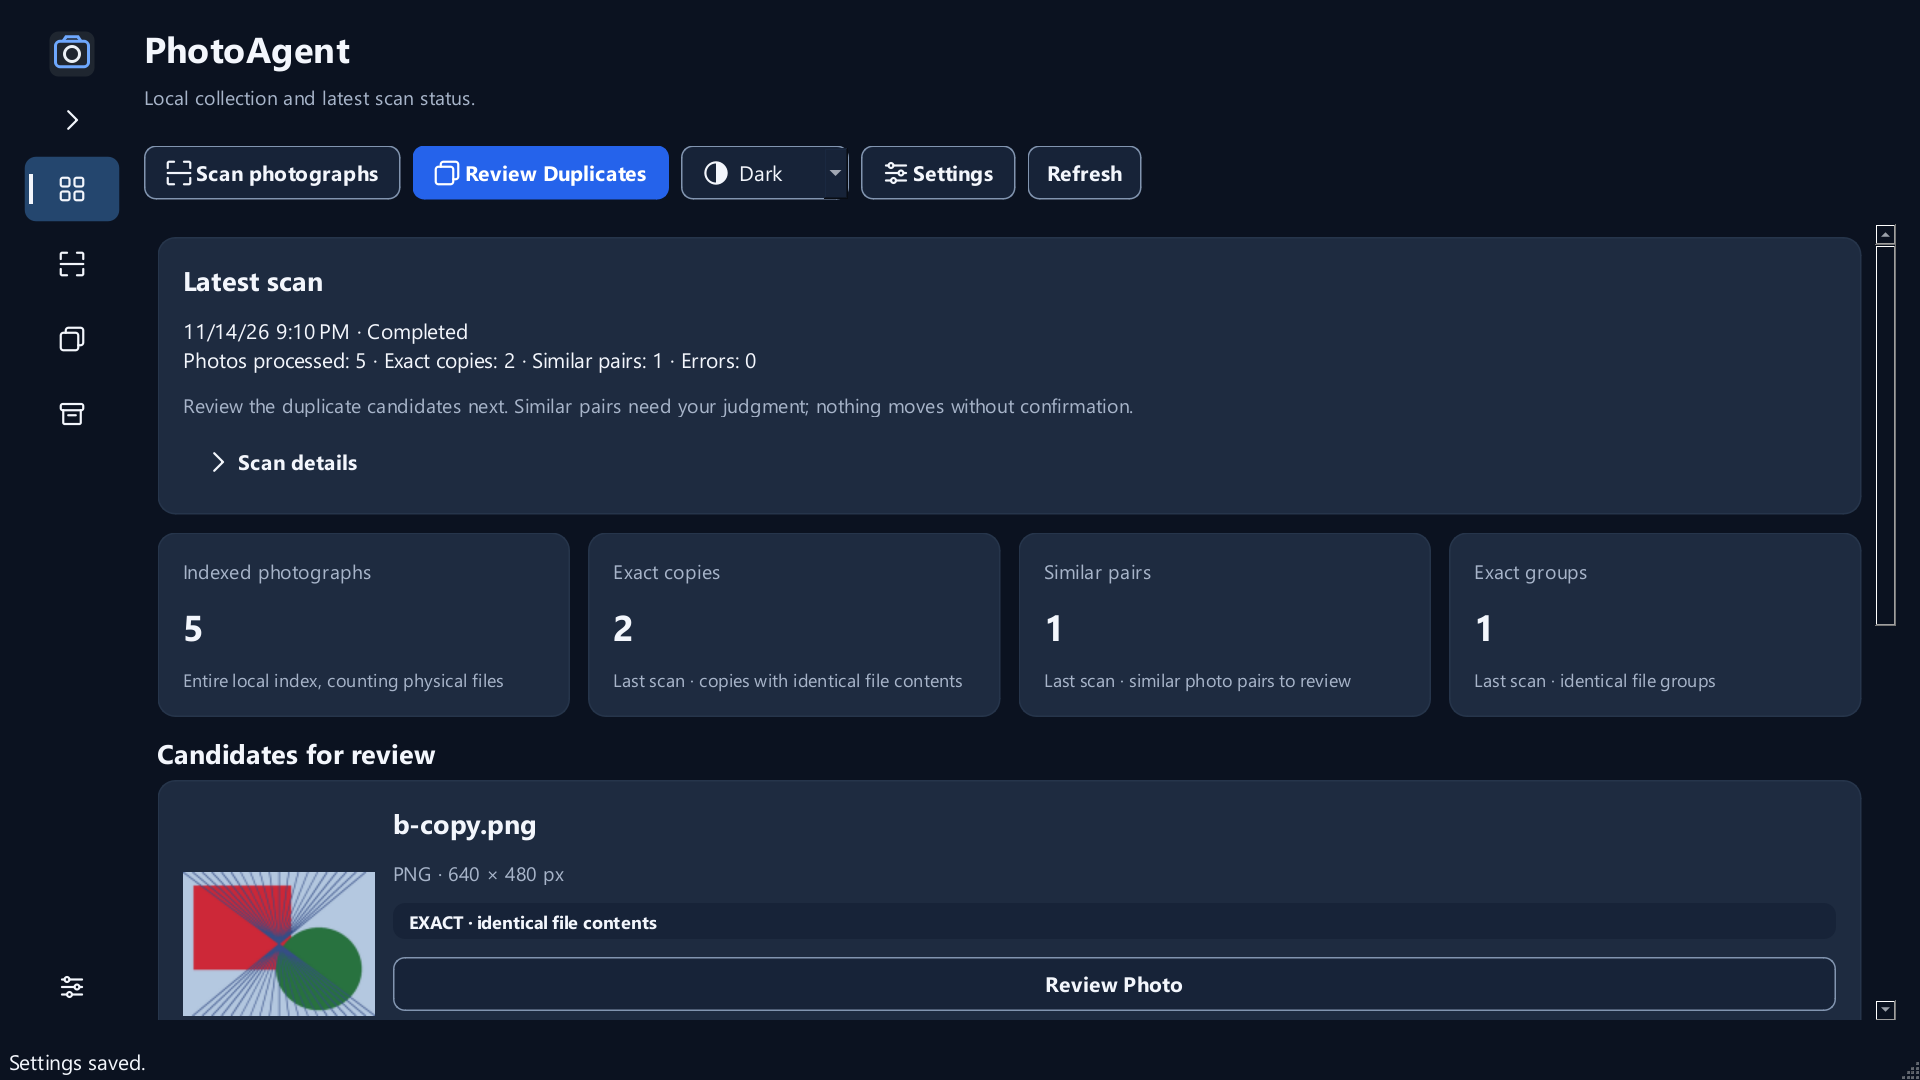 PhotoAgent
Local collection and latest scan status.
Scan photographs
Review Duplicates
Dark
Settings
Refresh
Latest scan
11/14/26 9:10 PM · Completed
Photos processed: 5 · Exact copies: 2 · Similar pairs: 1 · Errors: 0
Review the duplicate candidates next. Similar pairs need your judgment; nothing moves without confirmation.
Scan details
Indexed photographs
5
Entire local index, counting physical files
Exact copies
2
Last scan · copies with identical file contents
Similar pairs
1
Last scan · similar photo pairs to review
Exact groups
1
Last scan · identical file groups
Candidates for review
b-copy.png
PNG · 640 × 480 px
EXACT · identical file contents
Review Photo
Settings saved.